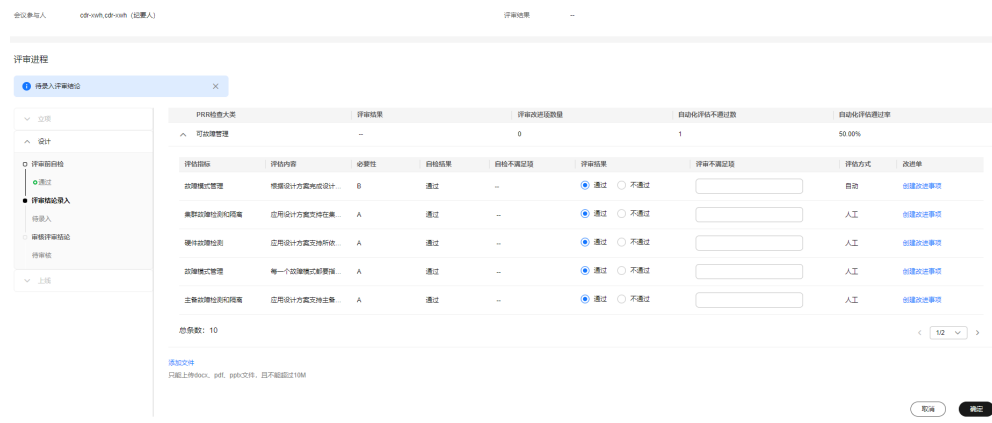 会议参与人 cdr-xwh,cdr-xwh（记要人） 评审结果 --
评审进程
待录入评审结论
立项
设计
评审前自检
通过
评审结论录入
待录入
审核评审结论
待审核
上线
PRR检查大类 评审结果 评审改进项数量 自动化评估不通过数 自动化评估通过率
可故障管理 -- 0 1 50.00%
评估指标 评估内容 必要性 自检结果 自检不满足项 评审结果 评审不满足项 评估方式 改进单
故障模式管理 根据设计方案完成设计... B 通过 -- 通过 不通过 自动 创建改进事项
集群故障检测和隔离 应用设计方案支持在集... A 通过 -- 通过 不通过 人工 创建改进事项
硬件故障检测 应用设计方案支持所依... A 通过 -- 通过 不通过 人工 创建改进事项
故障模式管理 每一个故障模式都要指... A 通过 -- 通过 不通过 人工 创建改进事项
主备故障检测和隔离 应用设计方案支持主备... A 通过 -- 通过 不通过 人工 创建改进事项
总条数：10 1/2
添加文件
只能上传docx、pdf、pptx文件，且不能超过10M
取消 确定